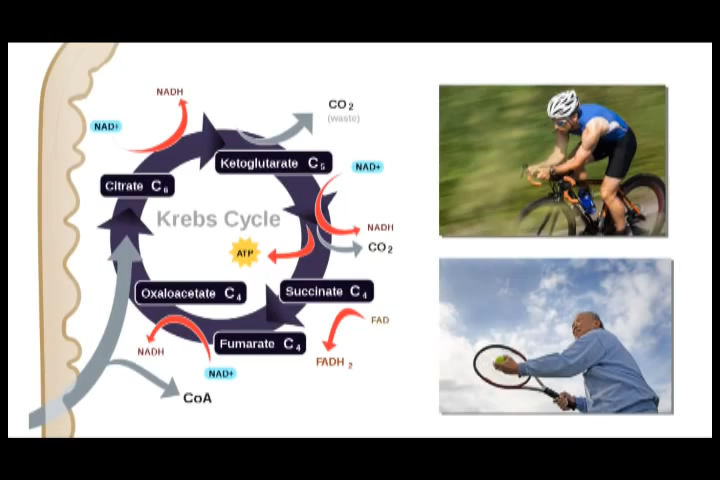 NADH
CO2
(waste)
NAD+
Ketoglutarate C5
NAD+
Citrate C6
Krebs Cycle
NADH
CO2
ATP
Oxaloacetate C4
Succinate C4
FAD
Fumarate C4
NADH
FADH2
NAD+
CoA